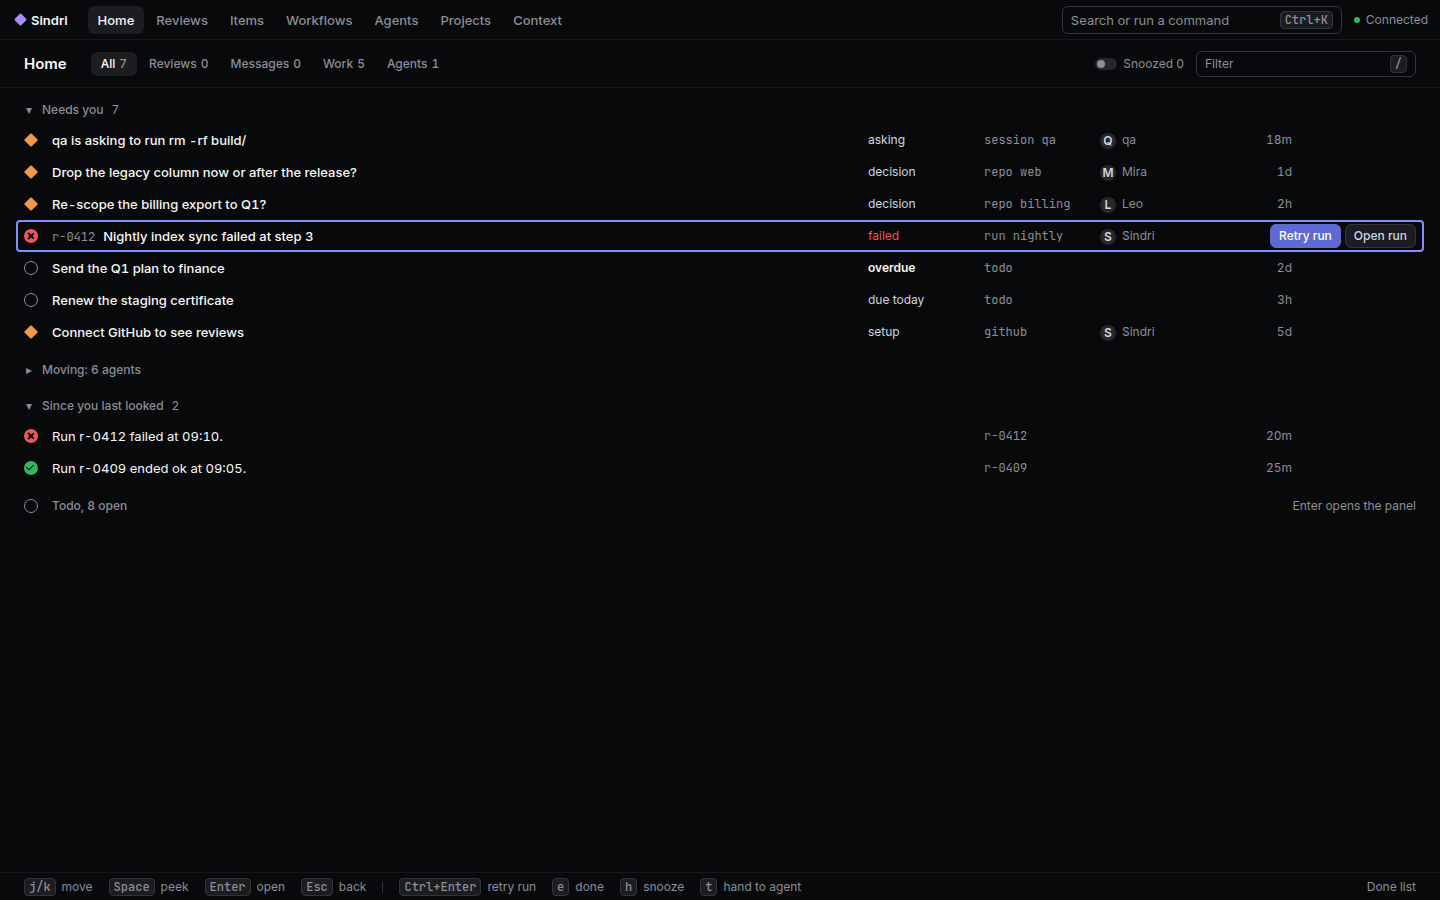 Sindri Home Reviews Items Workflows Agents Projects Context Search or run a command Ctrl+K Connected
Home All 7 Reviews 0 Messages 0 Work 5 Agents 1 Snoozed 0 Filter /
Needs you 7
qa is asking to run rm -rf build/ asking session qa Q qa 18m
Drop the legacy column now or after the release? decision repo web M Mira 1d
Re-scope the billing export to Q1? decision repo billing L Leo 2h
r-0412 Nightly index sync failed at step 3 failed run nightly S Sindri Retry run Open run
Send the Q1 plan to finance overdue todo 2d
Renew the staging certificate due today todo 3h
Connect GitHub to see reviews setup github S Sindri 5d
Moving: 6 agents
Since you last looked 2
Run r-0412 failed at 09:10. r-0412 20m
Run r-0409 ended ok at 09:05. r-0409 25m
Todo, 8 open Enter opens the panel
j/k move Space peek Enter open Esc back Ctrl+Enter retry run e done h snooze t hand to agent Done list